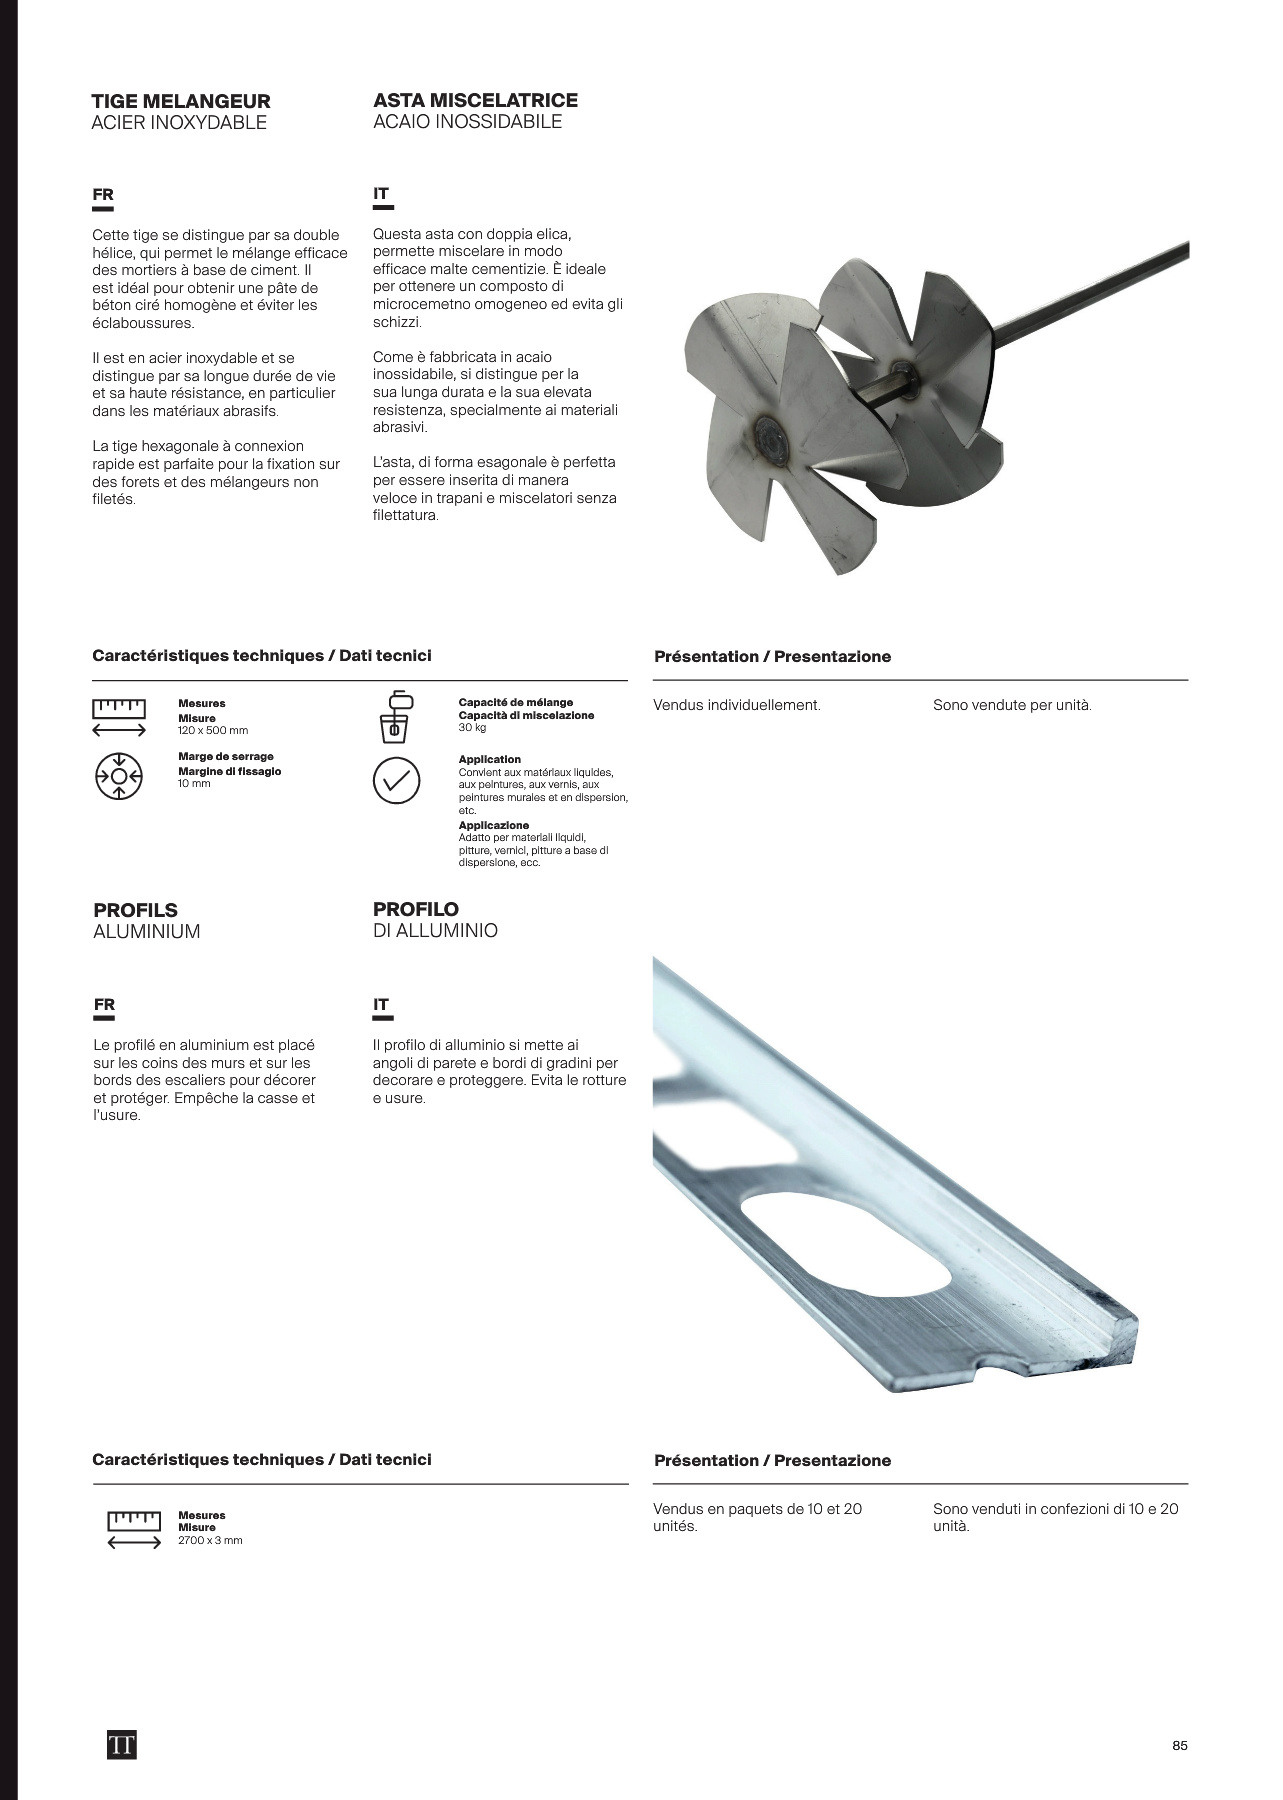 TIGE MELANGEUR
ACIER INOXYDABLE
FR
Cette tige se distingue par sa double
hélice, qui permet le mélange efficace
des mortiers à base de ciment. Il
est idéal pour obtenir une pâte de
béton ciré homogène et éviter les
éclaboussures.
Il est en acier inoxydable et se
distingue par sa longue durée de vie
et sa haute résistance, en particulier
dans les matériaux abrasifs.
La tige hexagonale à connexion
rapide est parfaite pour la fixation sur
des forets et des mélangeurs non
filetés.
ASTA MISCELATRICE
ACAIO INOSSIDABILE
IT
Questa asta con doppia elica,
permette miscelare in modo
efficace malte cementizie. È ideale
per ottenere un composto di
microcemetno omogeneo ed evita gli
schizzi.
Come è fabbricata in acaio
inossidabile, si distingue per la
sua lunga durata e la sua elevata
resistenza, specialmente ai materiali
abrasivi.
L'asta, di forma esagonale è perfetta
per essere inserita di manera
veloce in trapani e miscelatori senza
filettatura.
Caractéristiques techniques / Dati tecnici
Mesures
Misure
120 x 500 mm
Marge de serrage
Margine di fissagio
10 mm
Capacité de mélange
Capacità di miscelazione
30 kg
Application
Convient aux matériaux liquides,
aux peintures, aux vernis, aux
peintures murales et en dispersion,
etc.
Applicazione
Adatto per materiali liquidi,
pitture, vernici, pitture a base di
dispersione, ecc.
Présentation / Presentazione
Vendus individuellement.
Sono vendute per unità.
PROFILS
ALUMINIUM
FR
Le profilé en aluminium est placé
sur les coins des murs et sur les
bords des escaliers pour décorer
et protéger. Empêche la casse et
l'usure.
PROFILO
DI ALLUMINIO
IT
Il profilo di alluminio si mette ai
angoli di parete e bordi di gradini per
decorare e proteggere. Evita le rotture
e usure.
Caractéristiques techniques / Dati tecnici
Mesures
Misure
2700 x 3 mm
Présentation / Presentazione
Vendus en paquets de 10 et 20
unités.
Sono venduti in confezioni di 10 e 20
unità.
TT
85